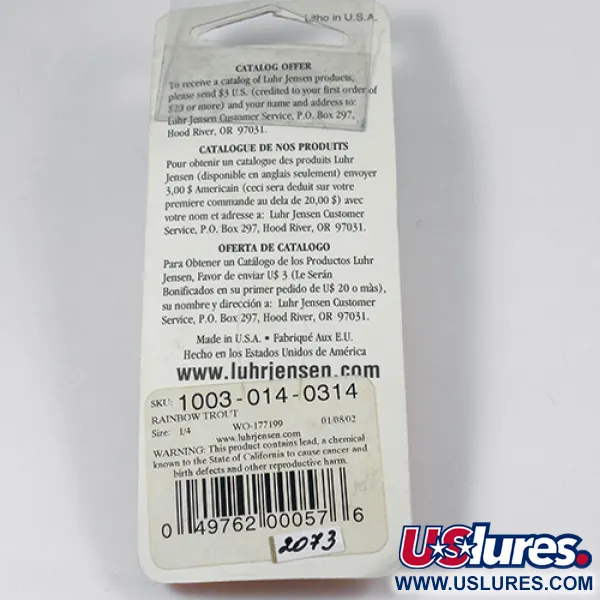 Litho in U.S.A.
CATALOG OFFER
To receive a catalog of Luhr Jensen products,
please send $3 U.S. (credited to your first order of
$20 or more) and your name and address to:
Luhr Jensen Customer Service, P.O. Box 297,
Hood River, OR 97031.
CATALOGUE DE NOS PRODUITS
Pour obtenir un catalogue des produits Luhr
Jensen (disponible en anglais seulement) envoyer
3,00 $ Americain (ceci sera deduit sur votre
premiere commande au dela de 20,00 $) avec
votre nom et adresse a: Luhr Jensen Customer
Service, P.O. Box 297, Hood River, OR 97031.
OFERTA DE CATALOGO
Para Obtener un Catálogo de los Productos Luhr
Jensen, Favor de enviar U$ 3 (Le Serán
Bonificados en su primer pedido de U$ 20 o màs),
su nombre y dirección a: Luhr Jensen Customer
Service, P.O. Box 297, Hood River, OR 97031.
Made in U.S.A. • Fabriqué Aux E.U.
Hecho en los Estados Unidos de América
www.luhrjensen.com
SKU: 1003-014-0314
RAINBOW TROUT
Size: 1/4 WO-177199 01/08/02
www.luhrjensen.com
WARNING: This product contains lead, a chemical
known to the State of California to cause cancer and
birth defects and other reproductive harm.
0 49762 00057 6
2073
USlures.
WWW.USLURES.COM